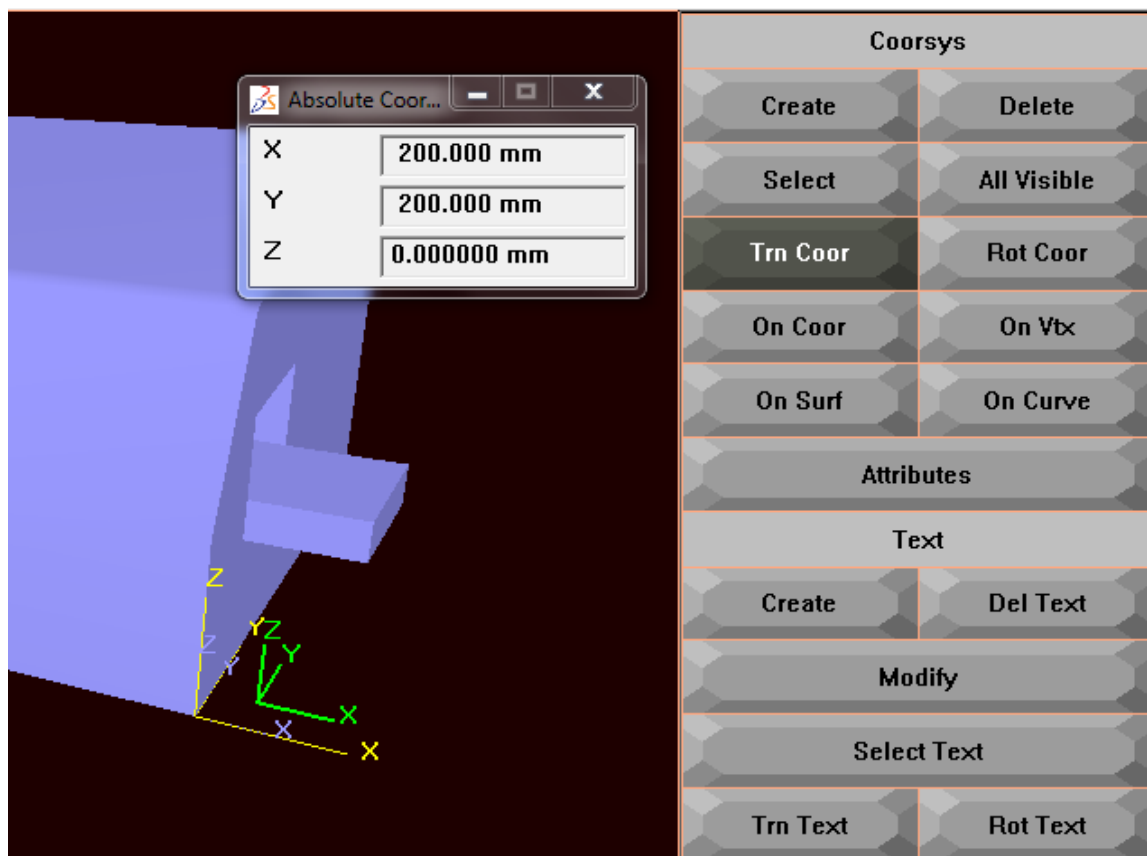 Absolute Coor...
X 200.000 mm
Y 200.000 mm
Z 0.000000 mm
Z
Z
Y
Y
Z
Y
X
X
X
Coorsys
Create Delete
Select All Visible
Trn Coor Rot Coor
On Coor On Vtx
On Surf On Curve
Attributes
Text
Create Del Text
Modify
Select Text
Trn Text Rot Text